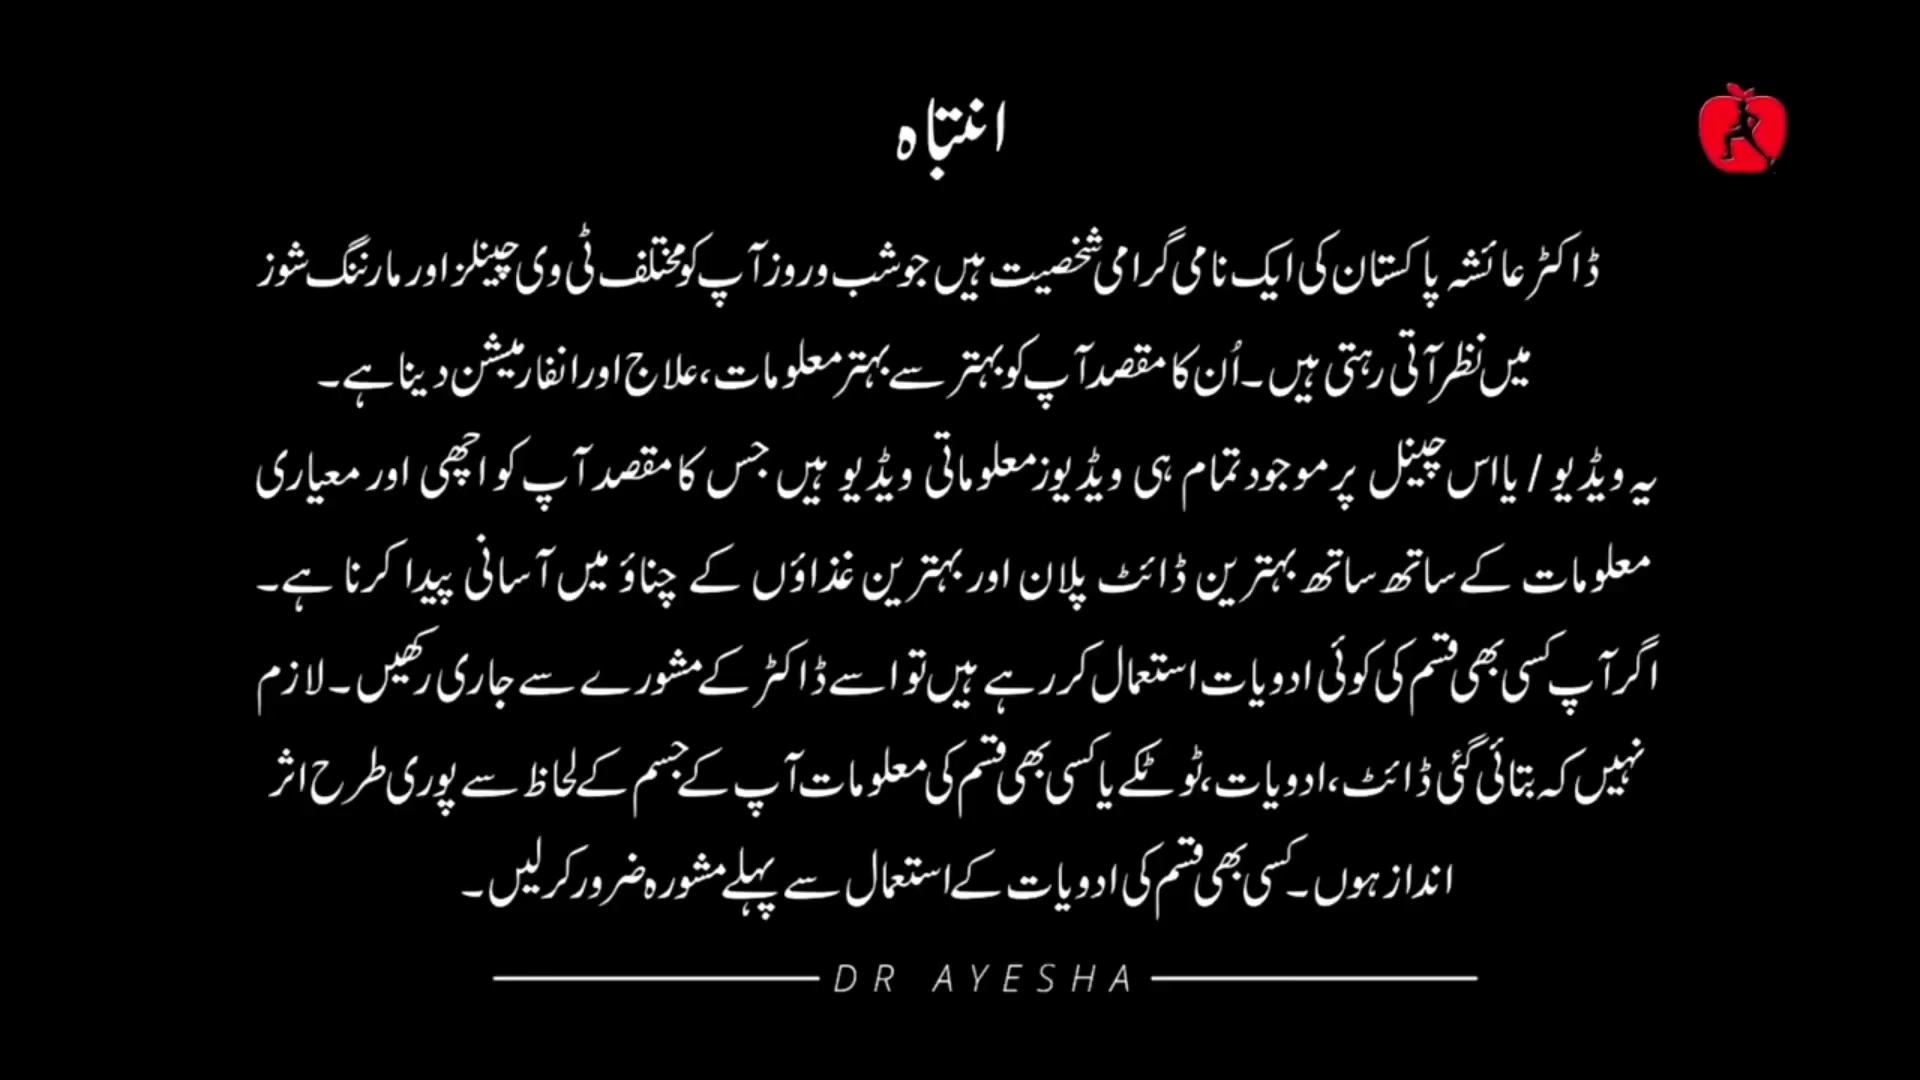 انتباہ
ڈاکٹر عائشہ پاکستان کی ایک نامی گرامی شخصیت ہیں جو شب و روز آپ کو مختلف ٹی وی چینلز اور مارننگ شوز
میں نظر آتی رہتی ہیں۔ اُن کا مقصد آپ کو بہتر سے بہتر معلومات، علاج اور انفارمیشن دینا ہے۔
یہ ویڈیو / یا اس چینل پر موجود تمام ہی ویڈیوز معلوماتی ویڈیو ہیں جس کا مقصد آپ کو اچھی اور معیاری
معلومات کے ساتھ ساتھ بہترین ڈائٹ پلان اور بہترین غذاؤں کے چناؤ میں آسانی پیدا کرنا ہے۔
اگر آپ کسی بھی قسم کی کوئی ادویات استعمال کر رہے ہیں تو اسے ڈاکٹر کے مشورے سے جاری رکھیں۔ لازم
نہیں کہ بتائی گئی ڈائٹ، ادویات، ٹوٹکے یا کسی بھی قسم کی معلومات آپ کے جسم کے لحاظ سے پوری طرح اثر
انداز ہوں۔ کسی بھی قسم کی ادویات کے استعمال سے پہلے مشورہ ضرور کر لیں۔
DR AYESHA